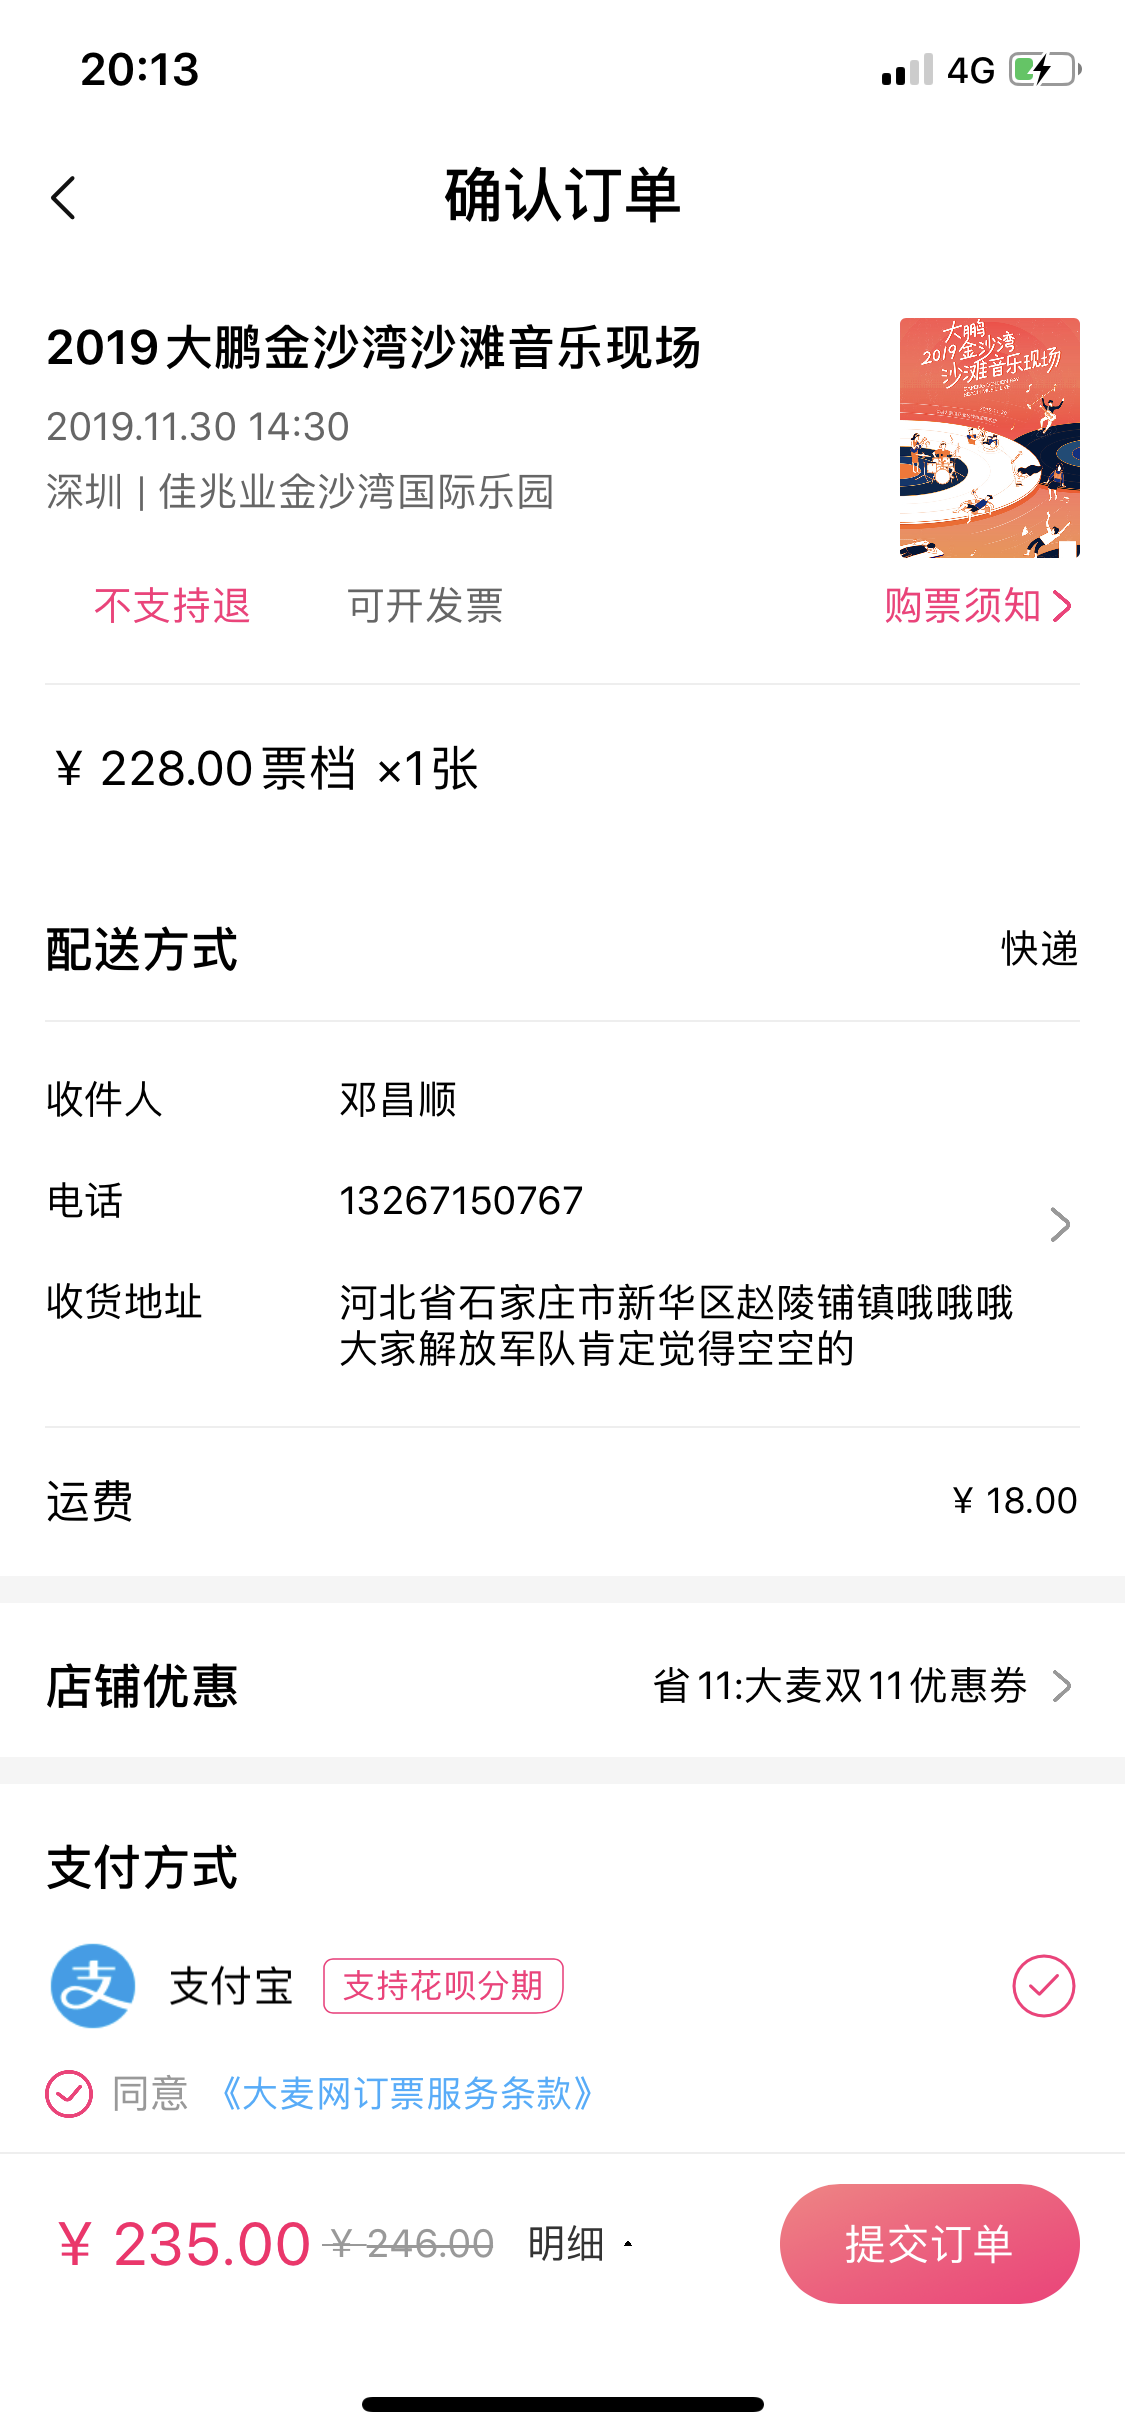 20:13
4G
确认订单
2019大鹏金沙湾沙滩音乐现场
2019.11.30 14:30
深圳 | 佳兆业金沙湾国际乐园
大鹏
2019金沙湾
沙滩音乐现场
不支持退
可开发票
购票须知
¥ 228.00票档 ×1张
配送方式
快递
收件人
邓昌顺
电话
13267150767
收货地址
河北省石家庄市新华区赵陵铺镇哦哦哦
大家解放军队肯定觉得空空的
运费
¥ 18.00
店铺优惠
省11:大麦双11优惠券
支付方式
支付宝
支持花呗分期
同意
《大麦网订票服务条款》
¥ 235.00
¥ 246.00
明细
提交订单